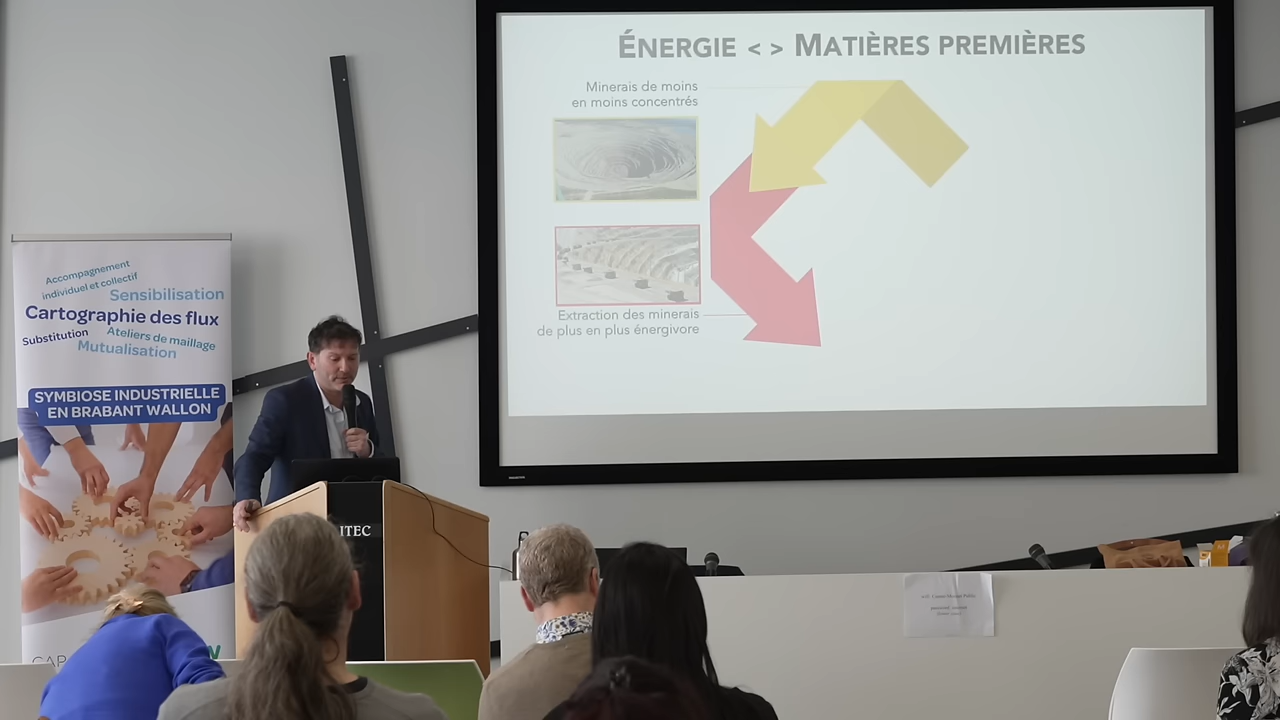 ÉNERGIE < > MATIÈRES PREMIÈRES
Minerais de moins
en moins concentrés
Extraction des minerais
de plus en plus énergivore
Accompagnement
individuel et collectif
Sensibilisation
Cartographie des flux
Substitution
Ateliers de maillage
Mutualisation
SYMBIOSE INDUSTRIELLE
EN BRABANT WALLON
ITEC